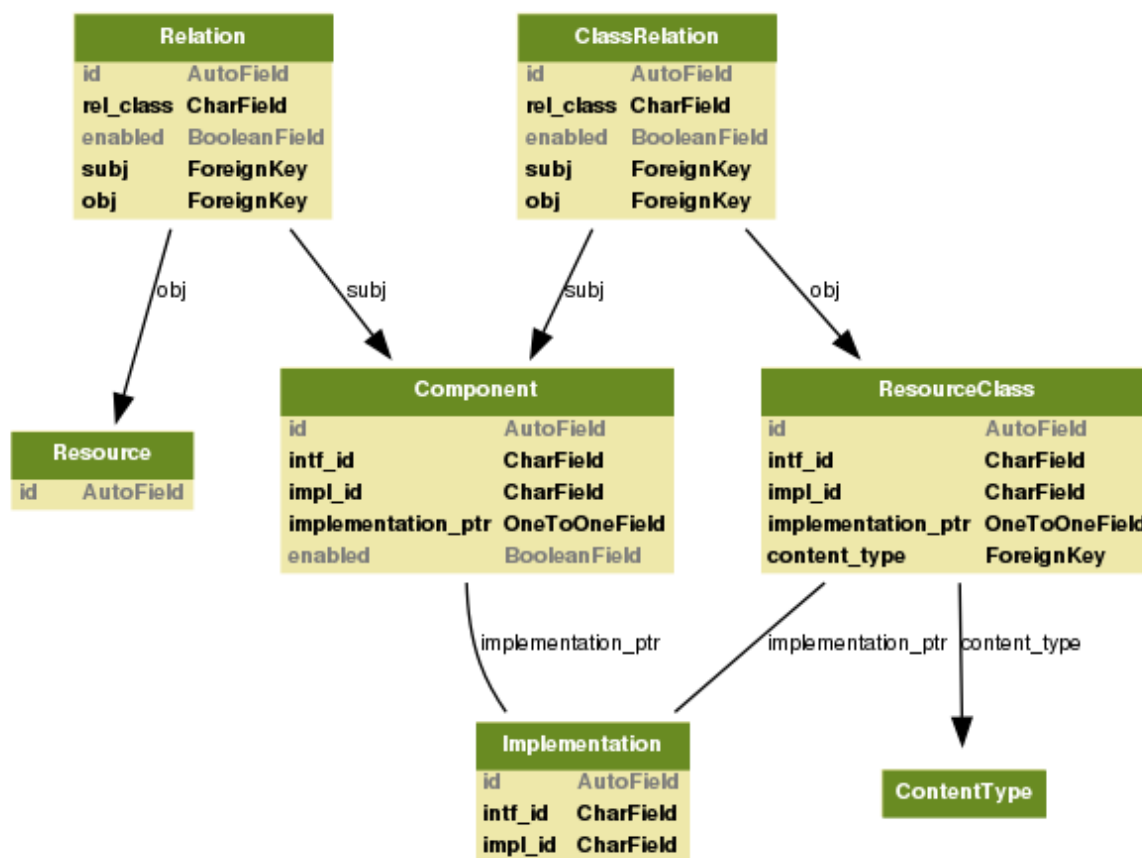 Relation
id AutoField
rel_class CharField
enabled BooleanField
subj ForeignKey
obj ForeignKey
ClassRelation
id AutoField
rel_class CharField
enabled BooleanField
subj ForeignKey
obj ForeignKey
obj
subj
subj
obj
Resource
id AutoField
Component
id AutoField
intf_id CharField
impl_id CharField
implementation_ptr OneToOneField
enabled BooleanField
ResourceClass
id AutoField
intf_id CharField
impl_id CharField
implementation_ptr OneToOneField
content_type ForeignKey
implementation_ptr
implementation_ptr
content_type
Implementation
id AutoField
intf_id CharField
impl_id CharField
ContentType